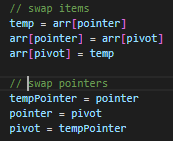 // swap items
temp = arr[pointer]
arr[pointer] = arr[pivot]
arr[pivot] = temp
// swap pointers
tempPointer = pointer
pointer = pivot
pivot = tempPointer